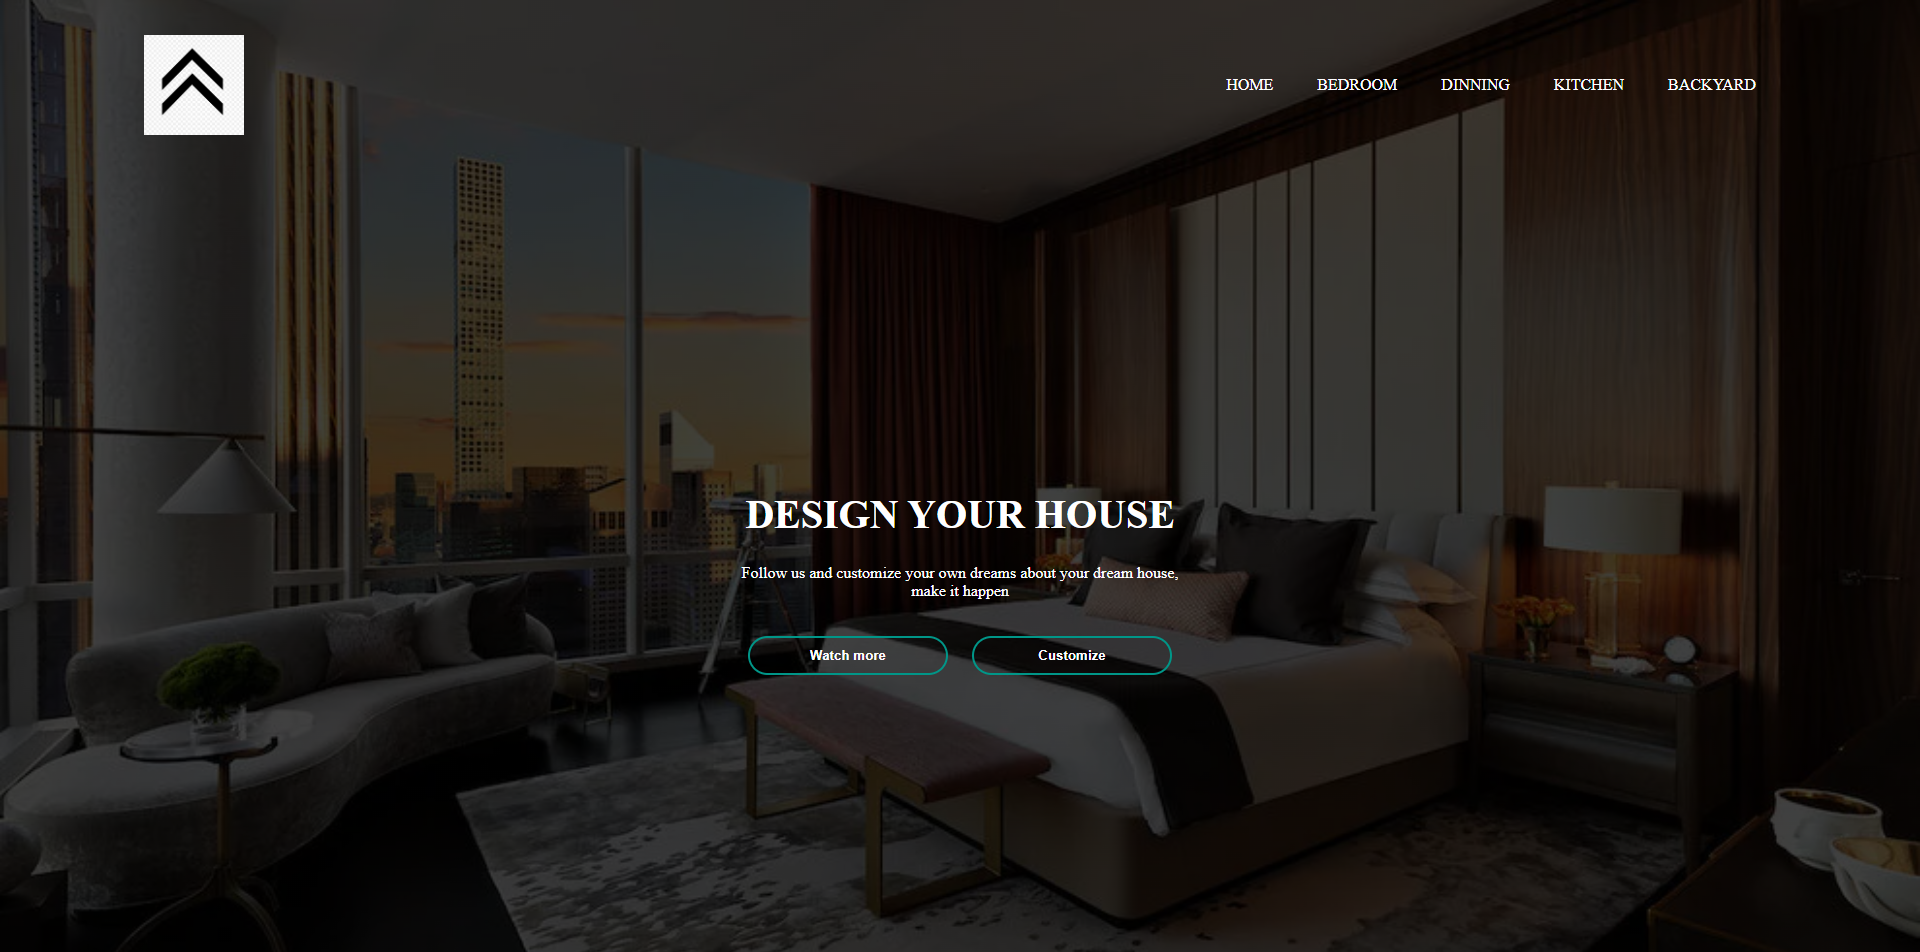 HOME BEDROOM DINNING KITCHEN BACKYARD
DESIGN YOUR HOUSE
Follow us and customize your own dreams about your dream house,
make it happen
Watch more Customize